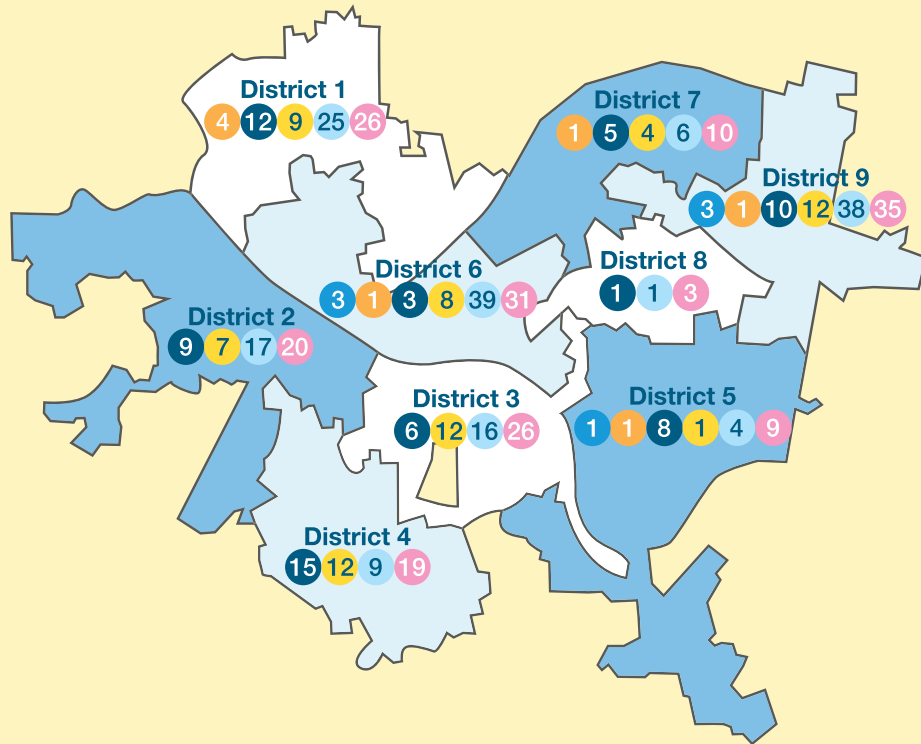 District 1
4 12 9 25 26
District 7
1 5 4 6 10
District 9
3 1 10 12 38 35
District 6
3 1 3 8 39 31
District 8
1 1 3
District 2
9 7 17 20
District 3
6 12 16 26
District 5
1 1 8 1 4 9
District 4
15 12 9 19